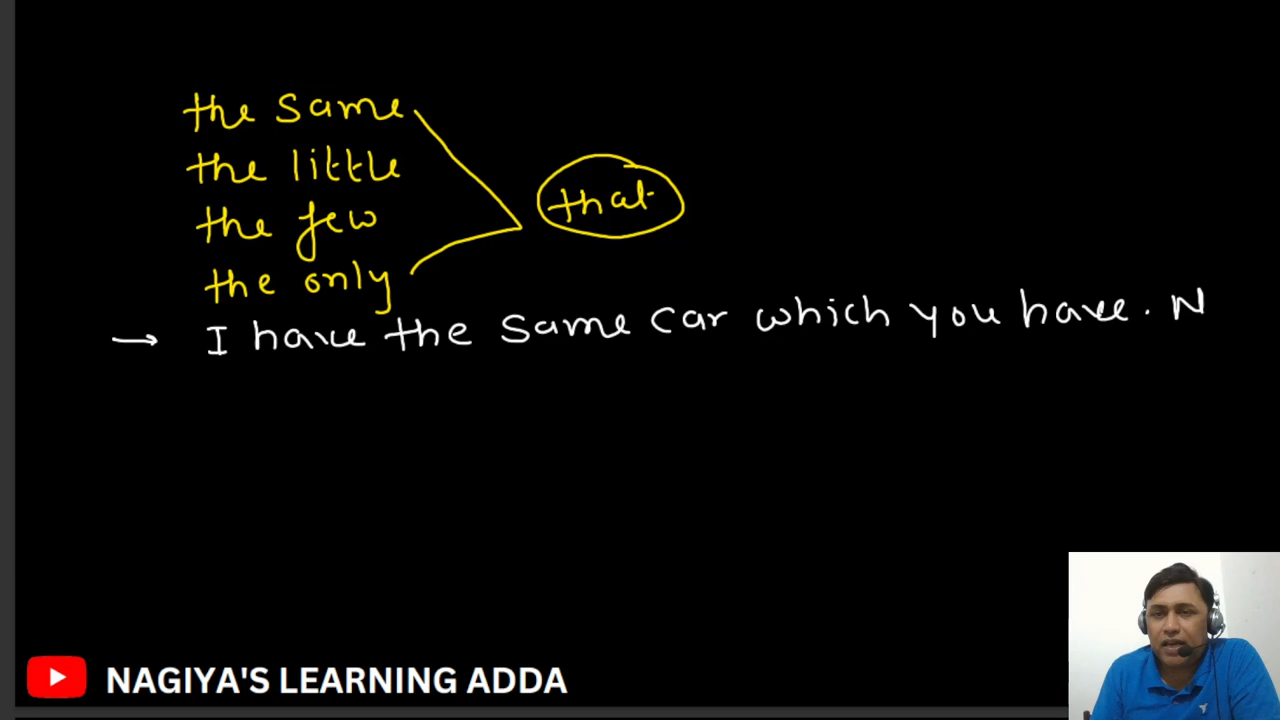 the same
the little
the few
the only
that
→ I have the same car which you have. N
NAGIYA'S LEARNING ADDA